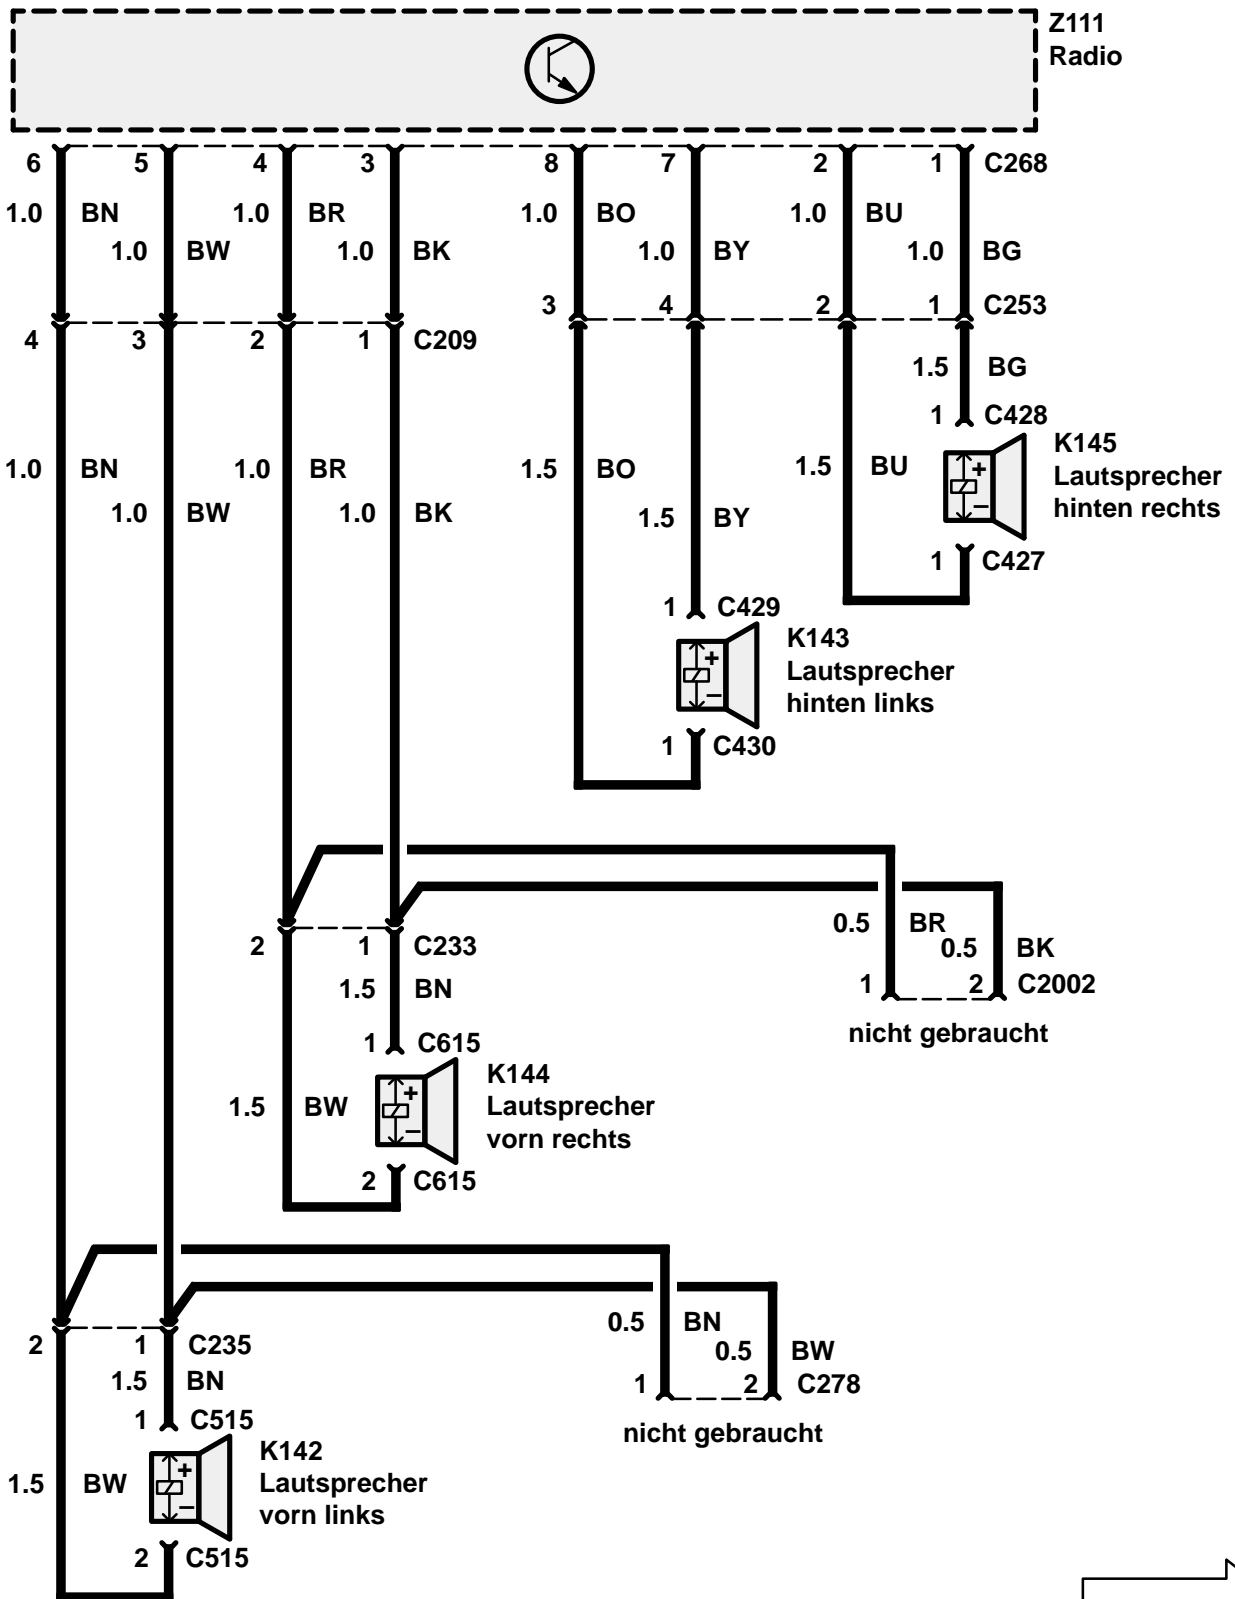 Z111
Radio
6 5 4 3 8 7 2 1 C268
1.0 BN 1.0 BR 1.0 BO 1.0 BU
1.0 BW 1.0 BK 1.0 BY 1.0 BG
3 4 2 1 C253
4 3 2 1 C209
1.5 BG
1 C428
K145
Lautsprecher
hinten rechts
1.0 BN 1.0 BR 1.5 BO 1.5 BU
+
−
1.0 BW 1.0 BK 1.5 BY
1 C427
1 C429
K143
Lautsprecher
hinten links
+
−
1 C430
0.5 BR
2 1 C233 0.5 BK
1.5 BN 1 2 C2002
nicht gebraucht
1 C615
K144
Lautsprecher
vorn rechts
+
−
1.5 BW
2 C615
0.5 BN
2 1 C235 0.5 BW
1.5 BN 1 2 C278
1 C515 nicht gebraucht
K142
Lautsprecher
vorn links
+
−
1.5 BW
2 C515